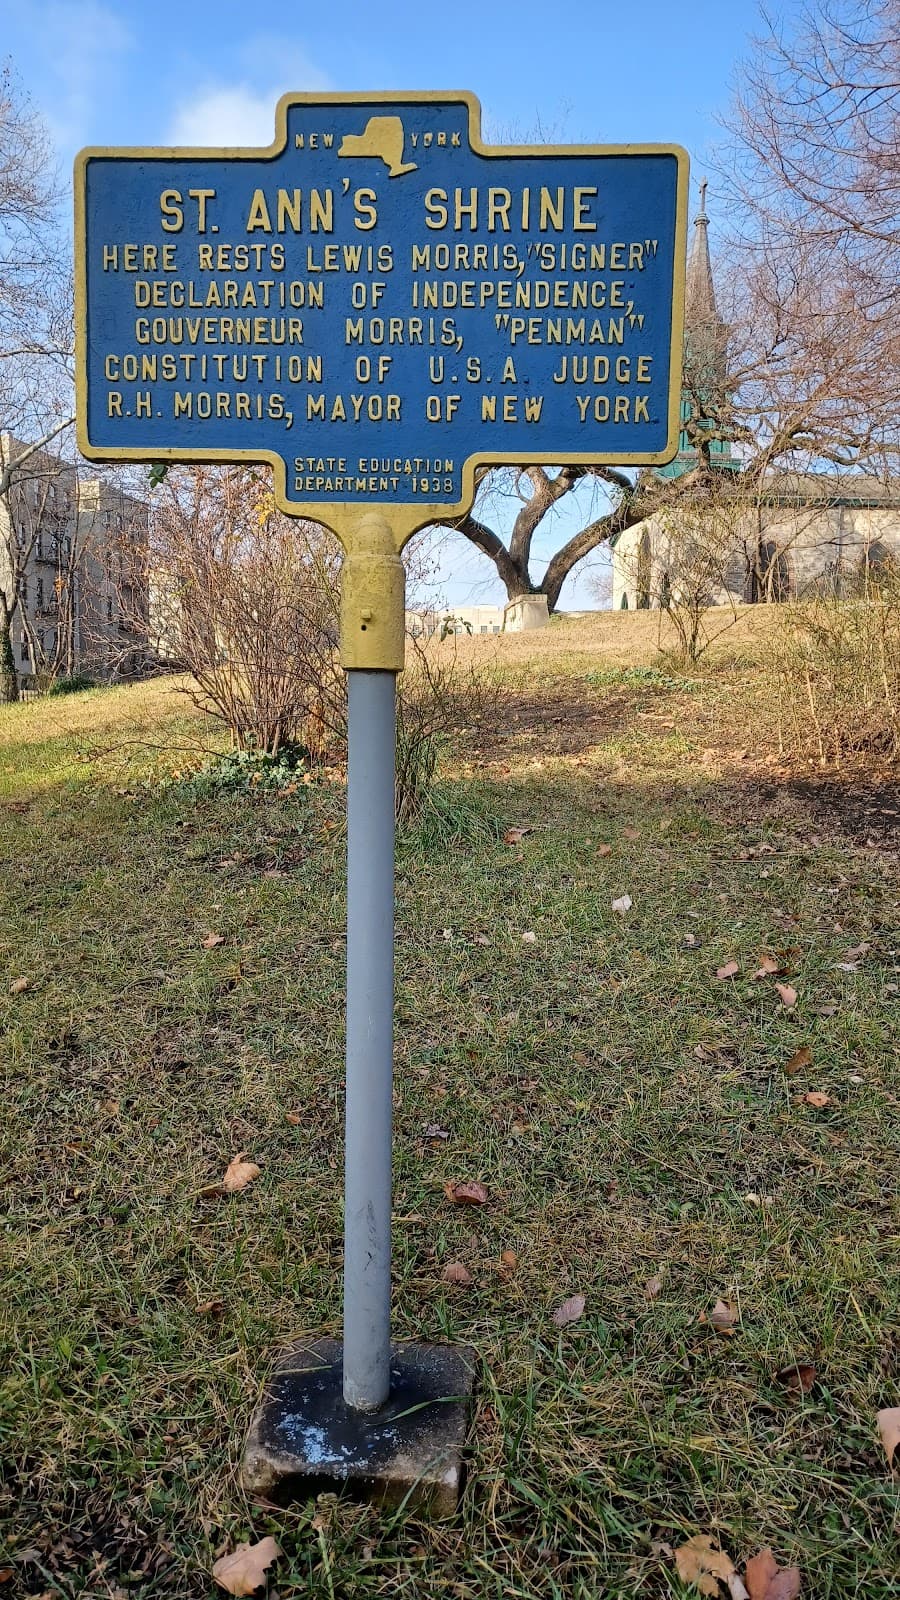 NEW YORK
ST. ANN'S SHRINE
HERE RESTS LEWIS MORRIS, "SIGNER"
DECLARATION OF INDEPENDENCE,
GOUVERNEUR MORRIS, "PENMAN"
CONSTITUTION OF U.S.A. JUDGE
R.H. MORRIS, MAYOR OF NEW YORK
STATE EDUCATION
DEPARTMENT 1938